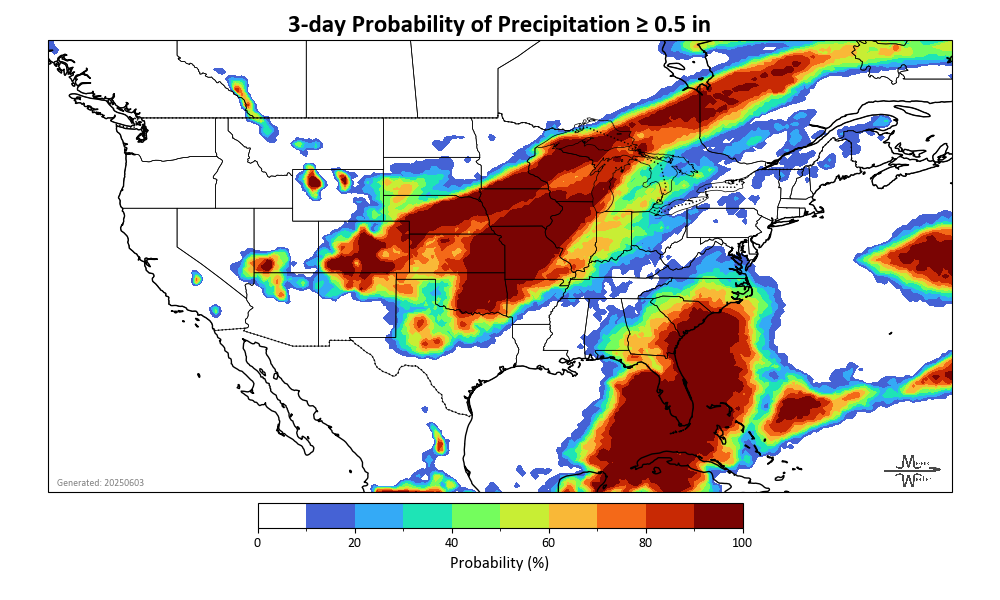 3-day Probability of Precipitation ≥ 0.5 in
Generated: 20250603
0 20 40 60 80 100
Probability (%)